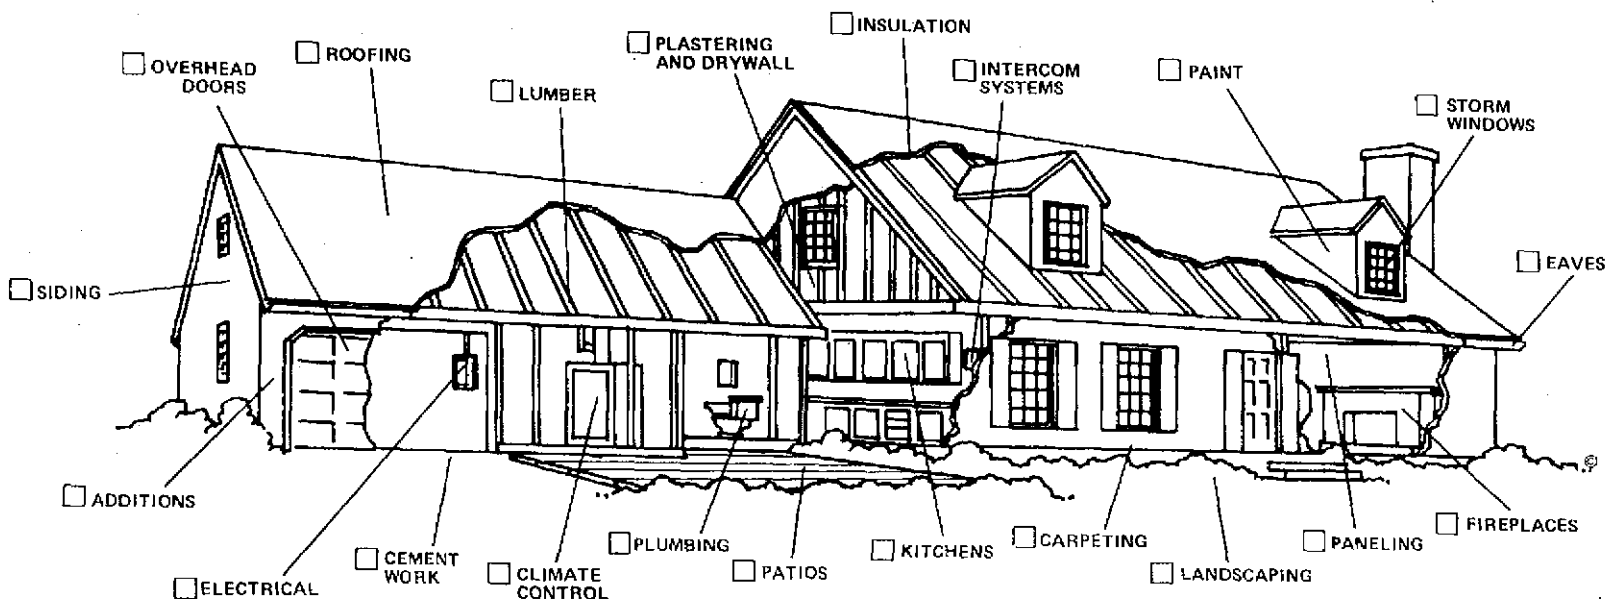 ☐ INSULATION
☐ PLASTERING
AND DRYWALL
☐ ROOFING
☐ OVERHEAD
DOORS
☐ INTERCOM
SYSTEMS
☐ PAINT
☐ LUMBER
☐ STORM
WINDOWS
☐ SIDING
☐ EAVES
©
☐ ADDITIONS
☐ FIREPLACES
☐ CARPETING
☐ PANELING
☐ PLUMBING
☐ KITCHENS
☐ CEMENT
WORK
☐ CLIMATE
CONTROL
☐ PATIOS
☐ LANDSCAPING
☐ ELECTRICAL